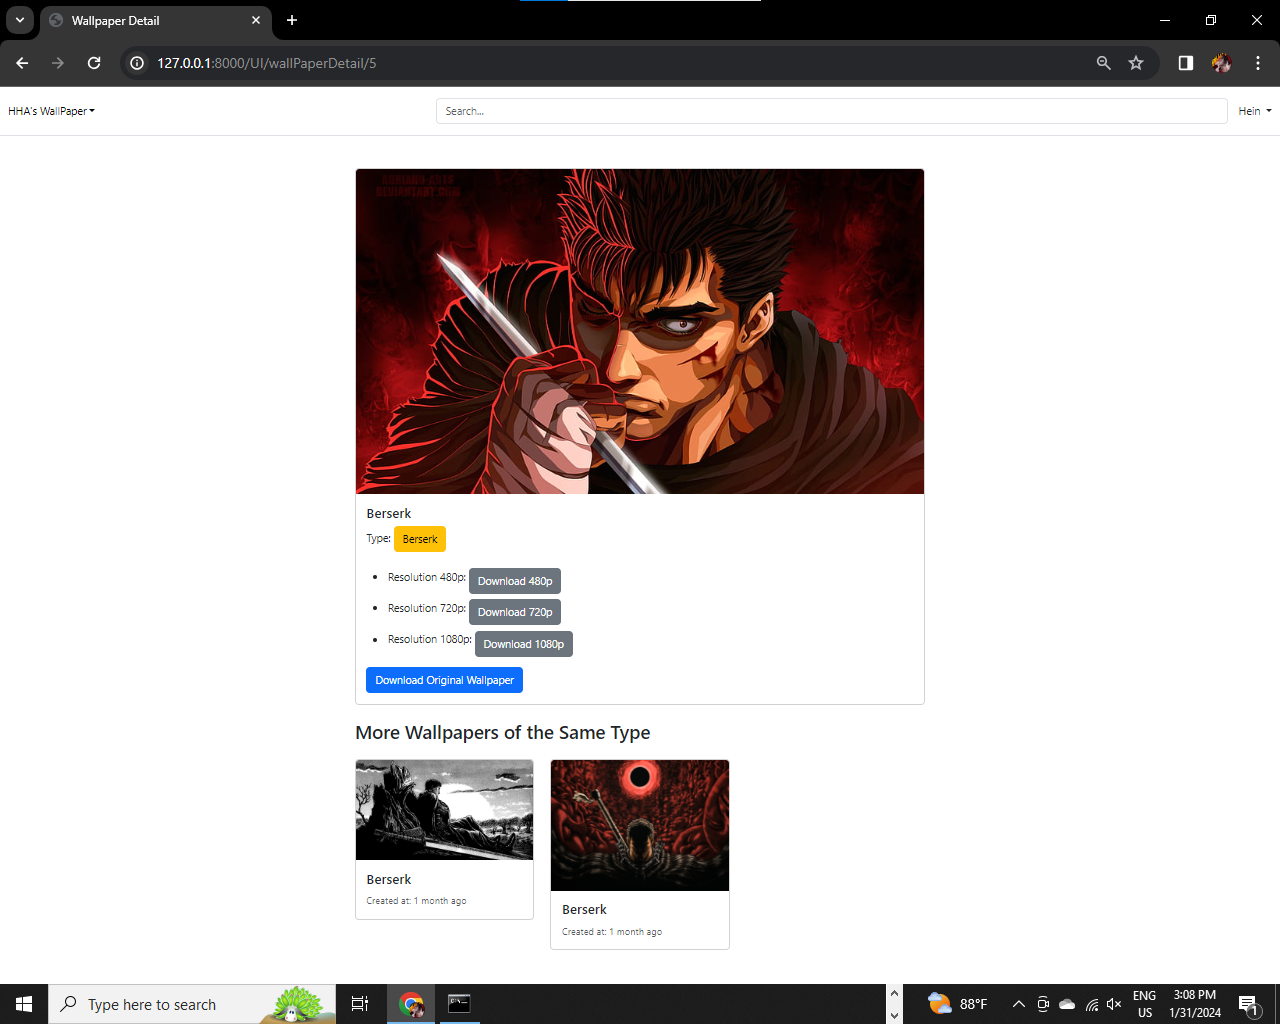 Wallpaper Detail
127.0.0.1:8000/UI/wallPaperDetail/5
HHA's WallPaper
Search...
Hein
DEVIANTART.COM
Berserk
Type: Berserk
Resolution 480p: Download 480p
Resolution 720p: Download 720p
Resolution 1080p: Download 1080p
Download Original Wallpaper
More Wallpapers of the Same Type
Berserk
Created at: 1 month ago
Berserk
Created at: 1 month ago
Type here to search
88°F
ENG
US
3:08 PM
1/31/2024
1